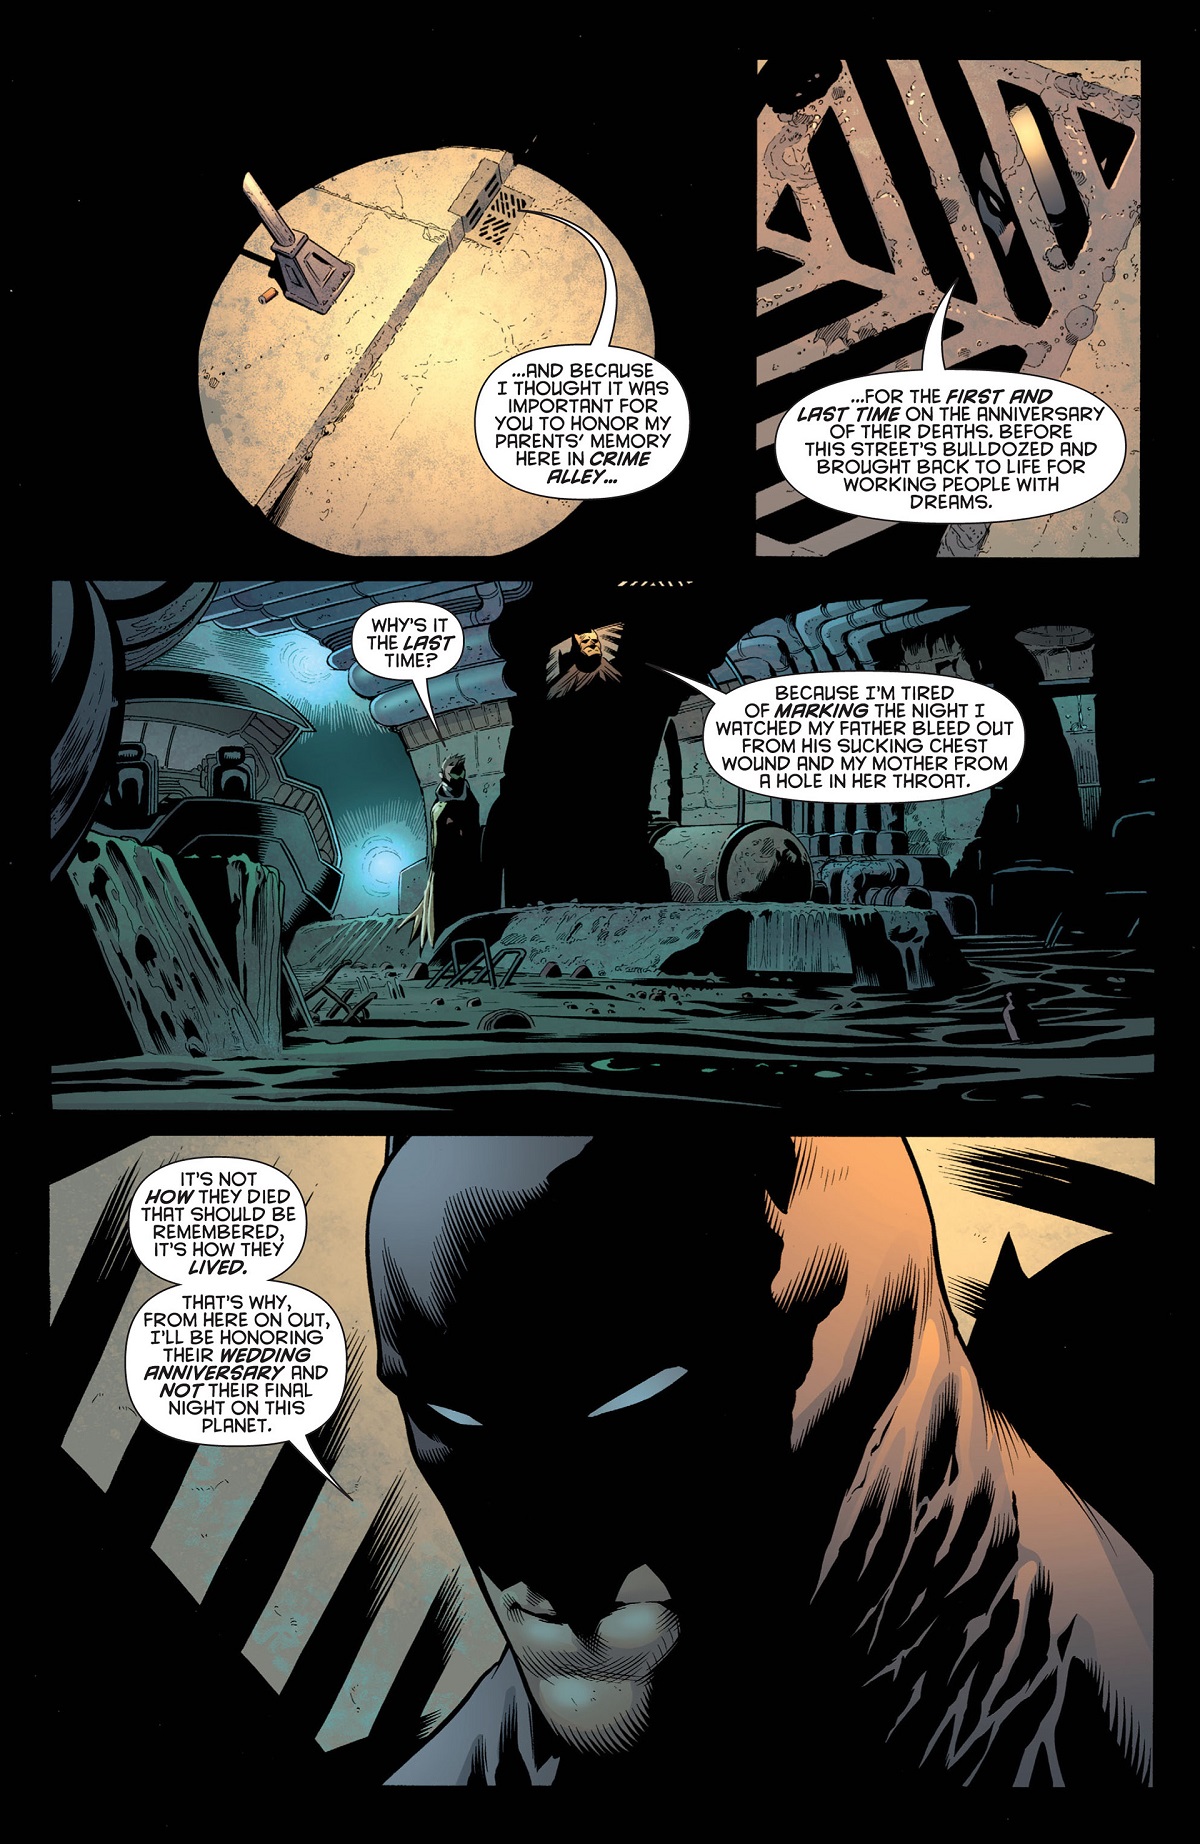 ...AND BECAUSE
I THOUGHT IT WAS
IMPORTANT FOR
YOU TO HONOR MY
PARENTS' MEMORY
HERE IN CRIME
ALLEY...
...FOR THE FIRST AND
LAST TIME ON THE ANNIVERSARY
OF THEIR DEATHS. BEFORE
THIS STREET'S BULLDOZED AND
BROUGHT BACK TO LIFE FOR
WORKING PEOPLE WITH
DREAMS.
WHY'S IT
THE LAST
TIME?
BECAUSE I'M TIRED
OF MARKING THE NIGHT I
WATCHED MY FATHER BLEED OUT
FROM HIS SUCKING CHEST
WOUND AND MY MOTHER FROM
A HOLE IN HER THROAT.
IT'S NOT
HOW THEY DIED
THAT SHOULD BE
REMEMBERED,
IT'S HOW THEY
LIVED.
THAT'S WHY,
FROM HERE ON OUT,
I'LL BE HONORING
THEIR WEDDING
ANNIVERSARY AND
NOT THEIR FINAL
NIGHT ON THIS
PLANET.